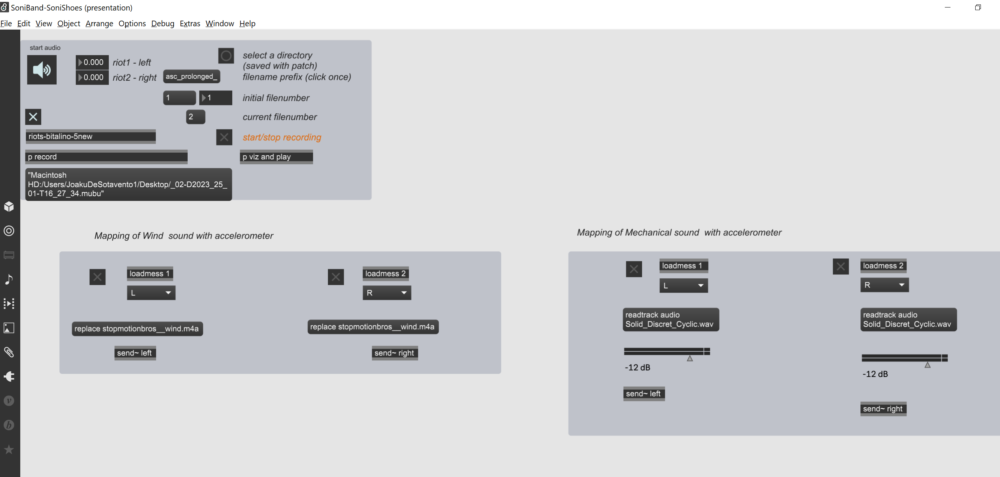 SoniBand-SoniShoes (presentation)
File Edit View Object Arrange Options Debug Extras Window Help
start audio
0.000 riot1 - left
0.000 riot2 - right
select a directory
(saved with patch)
asc_prolonged_
filename prefix (click once)
1
1
initial filenumber
2
current filenumber
riots-bitalino-5new
start/stop recording
p record
p viz and play
"Macintosh
HD:/Users/JoakuDeSotavento1/Desktop/_02-D2023_25_
01-T16_27_34.mubu"
Mapping of Wind  sound with accelerometer
loadmess 1
L
replace stopmotionbros__wind.m4a
send~ left
loadmess 2
R
replace stopmotionbros__wind.m4a
send~ right
Mapping of Mechanical sound  with accelerometer
loadmess 1
L
readtrack audio
Solid_Discret_Cyclic.wav
-12 dB
send~ left
loadmess 2
R
readtrack audio
Solid_Discret_Cyclic.wav
-12 dB
send~ right
v
b